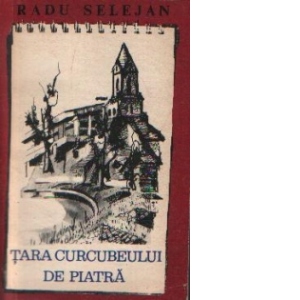 RADU SELEJAN
ȚARA CURCUBEULUI
DE PIATRĂ